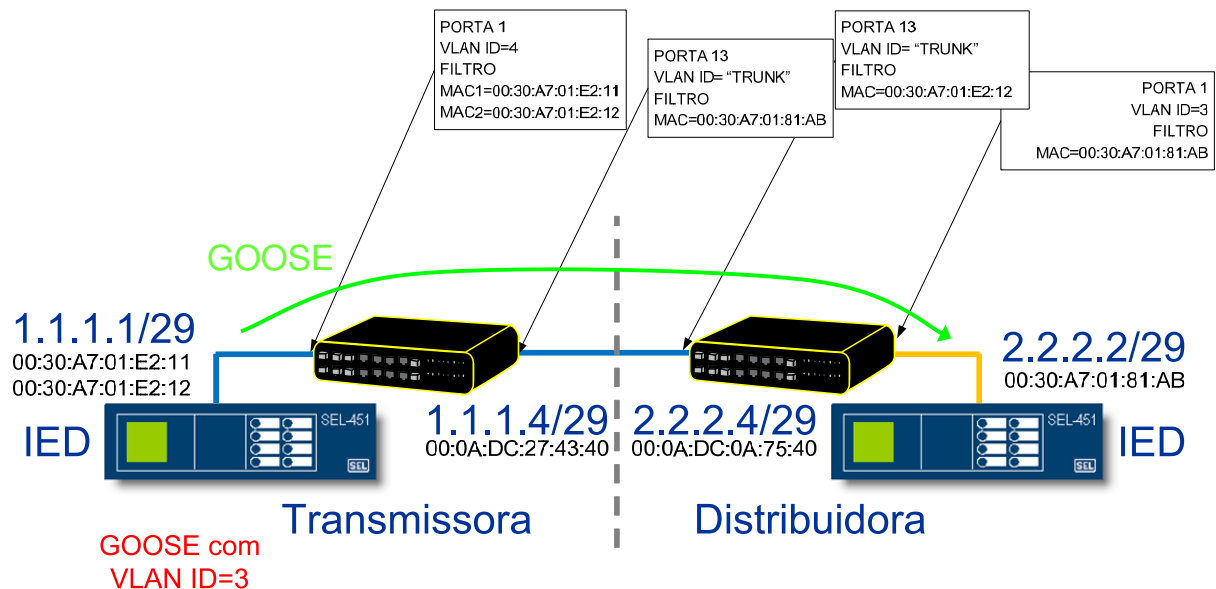 PORTA 1
VLAN ID=4
FILTRO
MAC1=00:30:A7:01:E2:11
MAC2=00:30:A7:01:E2:12
PORTA 13
VLAN ID= “TRUNK”
FILTRO
MAC=00:30:A7:01:81:AB
PORTA 13
VLAN ID= “TRUNK”
FILTRO
MAC=00:30:A7:01:E2:12
PORTA 1
VLAN ID=3
FILTRO
MAC=00:30:A7:01:81:AB
GOOSE
1.1.1.1/29
00:30:A7:01:E2:11
00:30:A7:01:E2:12
2.2.2.2/29
00:30:A7:01:81:AB
1.1.1.4/29
00:0A:DC:27:43:40
2.2.2.4/29
00:0A:DC:0A:75:40
IED
SEL-451
SEL
SEL-451
SEL
IED
Transmissora
Distribuidora
GOOSE com
VLAN ID=3